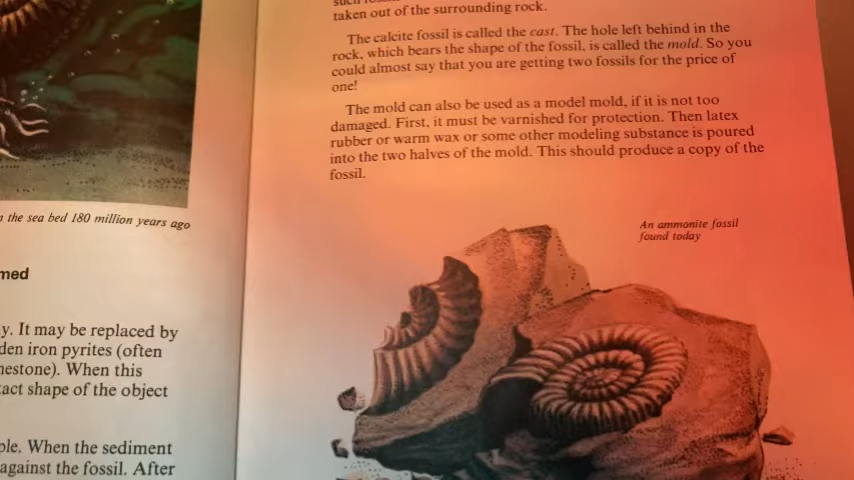 n the sea bed 180 million years ago
med
y. It may be replaced by
den iron pyrites (often
nestone). When this
act shape of the object
ple. When the sediment
against the fossil. After
taken out of the surrounding rock.
The calcite fossil is called the cast. The hole left behind in the
rock, which bears the shape of the fossil, is called the mold. So you
could almost say that you are getting two fossils for the price of
one!
The mold can also be used as a model mold, if it is not too
damaged. First, it must be varnished for protection. Then latex
rubber or warm wax or some other modeling substance is poured
into the two halves of the mold. This should produce a copy of the
fossil.
An ammonite fossil
found today